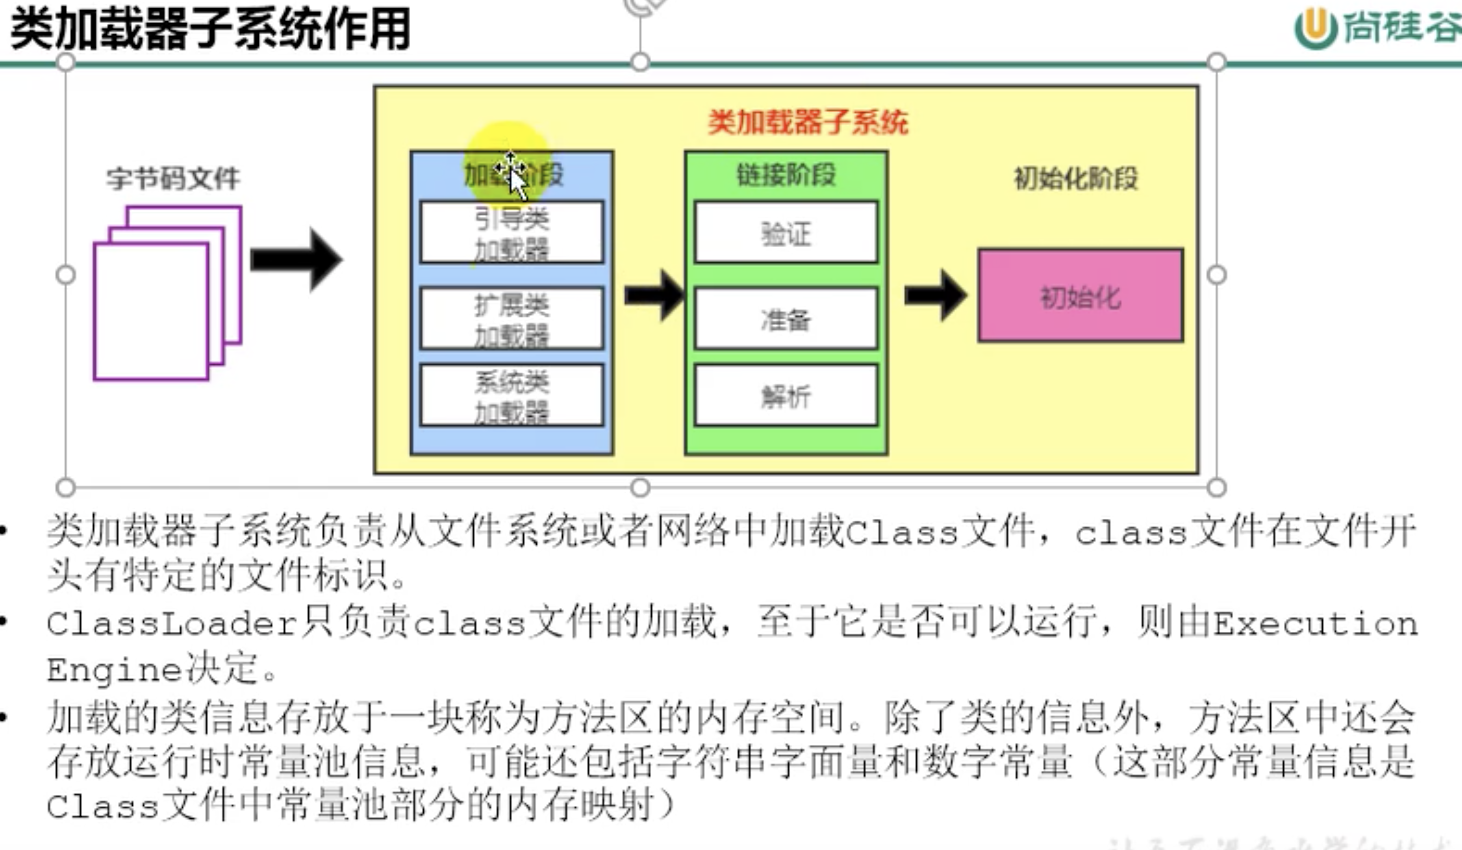 类加载器子系统作用
尚硅谷
类加载器子系统
字节码文件
加载阶段
引导类
加载器
扩展类
加载器
系统类
加载器
链接阶段
验证
准备
解析
初始化阶段
初始化
• 类加载器子系统负责从文件系统或者网络中加载Class文件，class文件在文件开
头有特定的文件标识。
• ClassLoader只负责class文件的加载，至于它是否可以运行，则由Execution
Engine决定。
• 加载的类信息存放于一块称为方法区的内存空间。除了类的信息外，方法区中还会
存放运行时常量池信息，可能还包括字符串字面量和数字常量（这部分常量信息是
Class文件中常量池部分的内存映射）